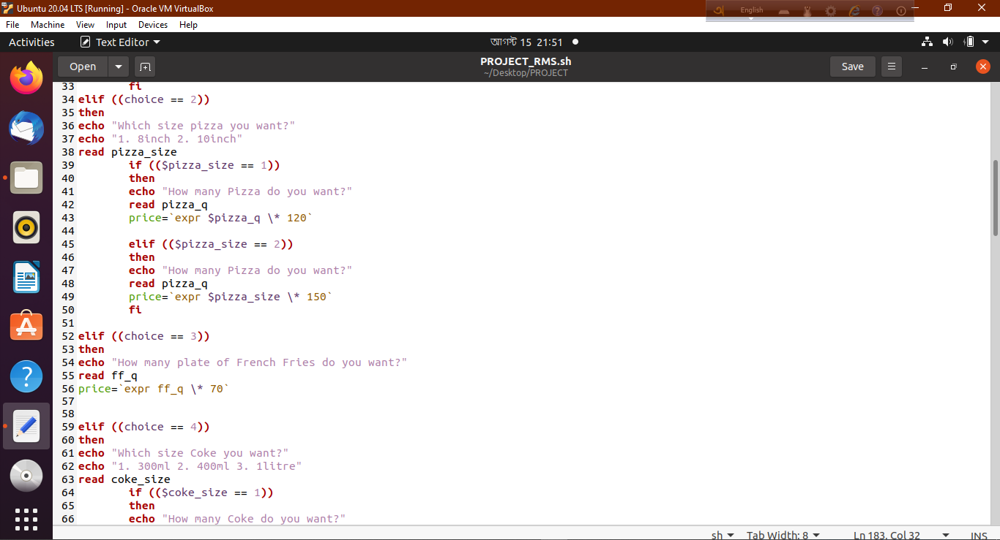 Ubuntu 20.04 LTS [Running] - Oracle VM VirtualBox
English
File Machine View Input Devices Help
Activities Text Editor আগস্ট 15 21:51
Open PROJECT_RMS.sh Save
~/Desktop/PROJECT
33 fi
34 elif ((choice == 2))
35 then
36 echo "Which size pizza you want?"
37 echo "1. 8inch 2. 10inch"
38 read pizza_size
39 if (($pizza_size == 1))
40 then
41 echo "How many Pizza do you want?"
42 read pizza_q
43 price=`expr $pizza_q \* 120`
44
45 elif (($pizza_size == 2))
46 then
47 echo "How many Pizza do you want?"
48 read pizza_q
49 price=`expr $pizza_size \* 150`
50 fi
51
52 elif ((choice == 3))
53 then
54 echo "How many plate of French Fries do you want?"
55 read ff_q
56 price=`expr ff_q \* 70`
57
58
59 elif ((choice == 4))
60 then
61 echo "Which size Coke you want?"
62 echo "1. 300ml 2. 400ml 3. 1litre"
63 read coke_size
64 if (($coke_size == 1))
65 then
66 echo "How many Coke do you want?"
sh Tab Width: 8 Ln 183, Col 32 INS